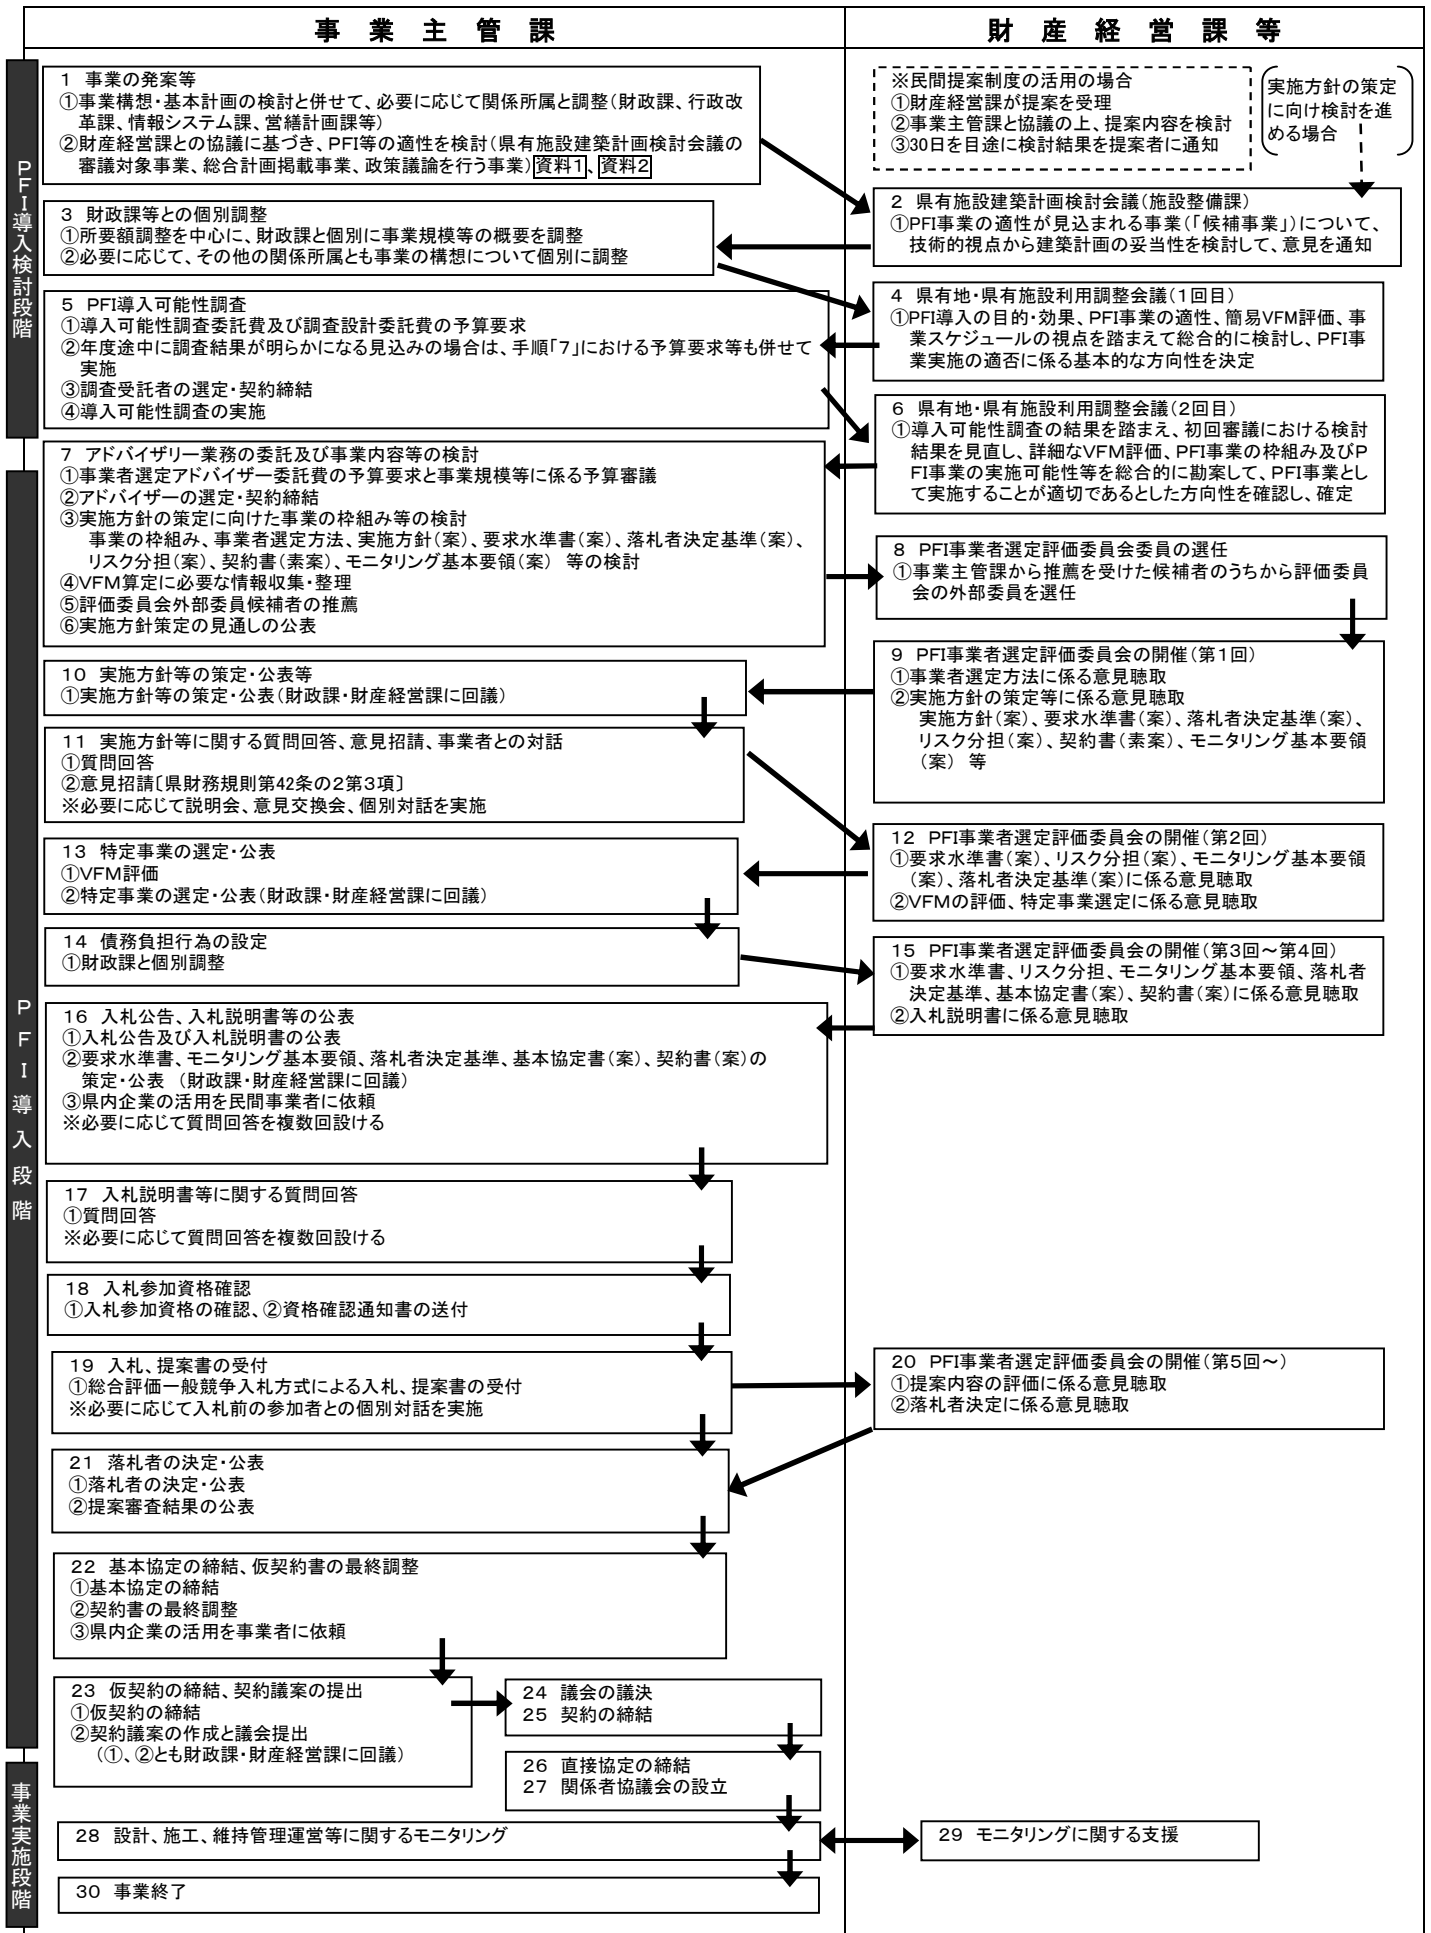 事業主管課
財産経営課等
PFI導入検討段階
1 事業の発案等
①事業構想・基本計画の検討と併せて、必要に応じて関係所属と調整(財政課、行政改
革課、情報システム課、営繕計画課等)
②財産経営課との協議に基づき、PFI等の適性を検討(県有施設建築計画検討会議の
審議対象事業、総合計画掲載事業、政策議論を行う事業)資料1、資料2
※民間提案制度の活用の場合
①財産経営課が提案を受理
②事業主管課と協議の上、提案内容を検討
③30日を目途に検討結果を提案者に通知
実施方針の策定
に向け検討を進
める場合
2 県有施設建築計画検討会議(施設整備課)
①PFI事業の適性が見込まれる事業(「候補事業」)について、
技術的視点から建築計画の妥当性を検討して、意見を通知
3 財政課等との個別調整
①所要額調整を中心に、財政課と個別に事業規模等の概要を調整
②必要に応じて、その他の関係所属とも事業の構想について個別に調整
4 県有地・県有施設利用調整会議(1回目)
①PFI導入の目的・効果、PFI事業の適性、簡易VFM評価、事
業スケジュールの視点を踏まえて総合的に検討し、PFI事
業実施の適否に係る基本的な方向性を決定
5 PFI導入可能性調査
①導入可能性調査委託費及び調査設計委託費の予算要求
②年度途中に調査結果が明らかになる見込みの場合は、手順「7」における予算要求等も併せて
実施
③調査受託者の選定・契約締結
④導入可能性調査の実施
6 県有地・県有施設利用調整会議(2回目)
①導入可能性調査の結果を踏まえ、初回審議における検討
結果を見直し、詳細なVFM評価、PFI事業の枠組み及びP
FI事業の実施可能性等を総合的に勘案して、PFI事業とし
て実施することが適切であるとした方向性を確認し、確定
PFI導入段階
7 アドバイザリー業務の委託及び事業内容等の検討
①事業者選定アドバイザー委託費の予算要求と事業規模等に係る予算審議
②アドバイザーの選定・契約締結
③実施方針の策定に向けた事業の枠組み等の検討
事業の枠組み、事業者選定方法、実施方針(案)、要求水準書(案)、落札者決定基準(案)、
リスク分担(案)、契約書(素案)、モニタリング基本要領(案) 等の検討
④VFM算定に必要な情報収集・整理
⑤評価委員会外部委員候補者の推薦
⑥実施方針策定の見通しの公表
8 PFI事業者選定評価委員会委員の選任
①事業主管課から推薦を受けた候補者のうちから評価委員
会の外部委員を選任
9 PFI事業者選定評価委員会の開催(第1回)
①事業者選定方法に係る意見聴取
②実施方針の策定等に係る意見聴取
実施方針(案)、要求水準書(案)、落札者決定基準(案)、
リスク分担(案)、契約書(素案)、モニタリング基本要領
(案) 等
10 実施方針等の策定・公表等
①実施方針等の策定・公表(財政課・財産経営課に回議)
11 実施方針等に関する質問回答、意見招請、事業者との対話
①質問回答
②意見招請〔県財務規則第42条の2第3項〕
※必要に応じて説明会、意見交換会、個別対話を実施
12 PFI事業者選定評価委員会の開催(第2回)
①要求水準書(案)、リスク分担(案)、モニタリング基本要領
(案)、落札者決定基準(案)に係る意見聴取
②VFMの評価、特定事業選定に係る意見聴取
13 特定事業の選定・公表
①VFM評価
②特定事業の選定・公表(財政課・財産経営課に回議)
14 債務負担行為の設定
①財政課と個別調整
15 PFI事業者選定評価委員会の開催(第3回~第4回)
①要求水準書、リスク分担、モニタリング基本要領、落札者
決定基準、基本協定書(案)、契約書(案)に係る意見聴取
②入札説明書に係る意見聴取
16 入札公告、入札説明書等の公表
①入札公告及び入札説明書の公表
②要求水準書、モニタリング基本要領、落札者決定基準、基本協定書(案)、契約書(案)の
策定・公表 (財政課・財産経営課に回議)
③県内企業の活用を民間事業者に依頼
※必要に応じて質問回答を複数回設ける
17 入札説明書等に関する質問回答
①質問回答
※必要に応じて質問回答を複数回設ける
18 入札参加資格確認
①入札参加資格の確認、②資格確認通知書の送付
19 入札、提案書の受付
①総合評価一般競争入札方式による入札、提案書の受付
※必要に応じて入札前の参加者との個別対話を実施
20 PFI事業者選定評価委員会の開催(第5回~)
①提案内容の評価に係る意見聴取
②落札者決定に係る意見聴取
21 落札者の決定・公表
①落札者の決定・公表
②提案審査結果の公表
22 基本協定の締結、仮契約書の最終調整
①基本協定の締結
②契約書の最終調整
③県内企業の活用を事業者に依頼
23 仮契約の締結、契約議案の提出
①仮契約の締結
②契約議案の作成と議会提出
(①、②とも財政課・財産経営課に回議)
24 議会の議決
25 契約の締結
26 直接協定の締結
27 関係者協議会の設立
事業実施段階
28 設計、施工、維持管理運営等に関するモニタリング
29 モニタリングに関する支援
30 事業終了